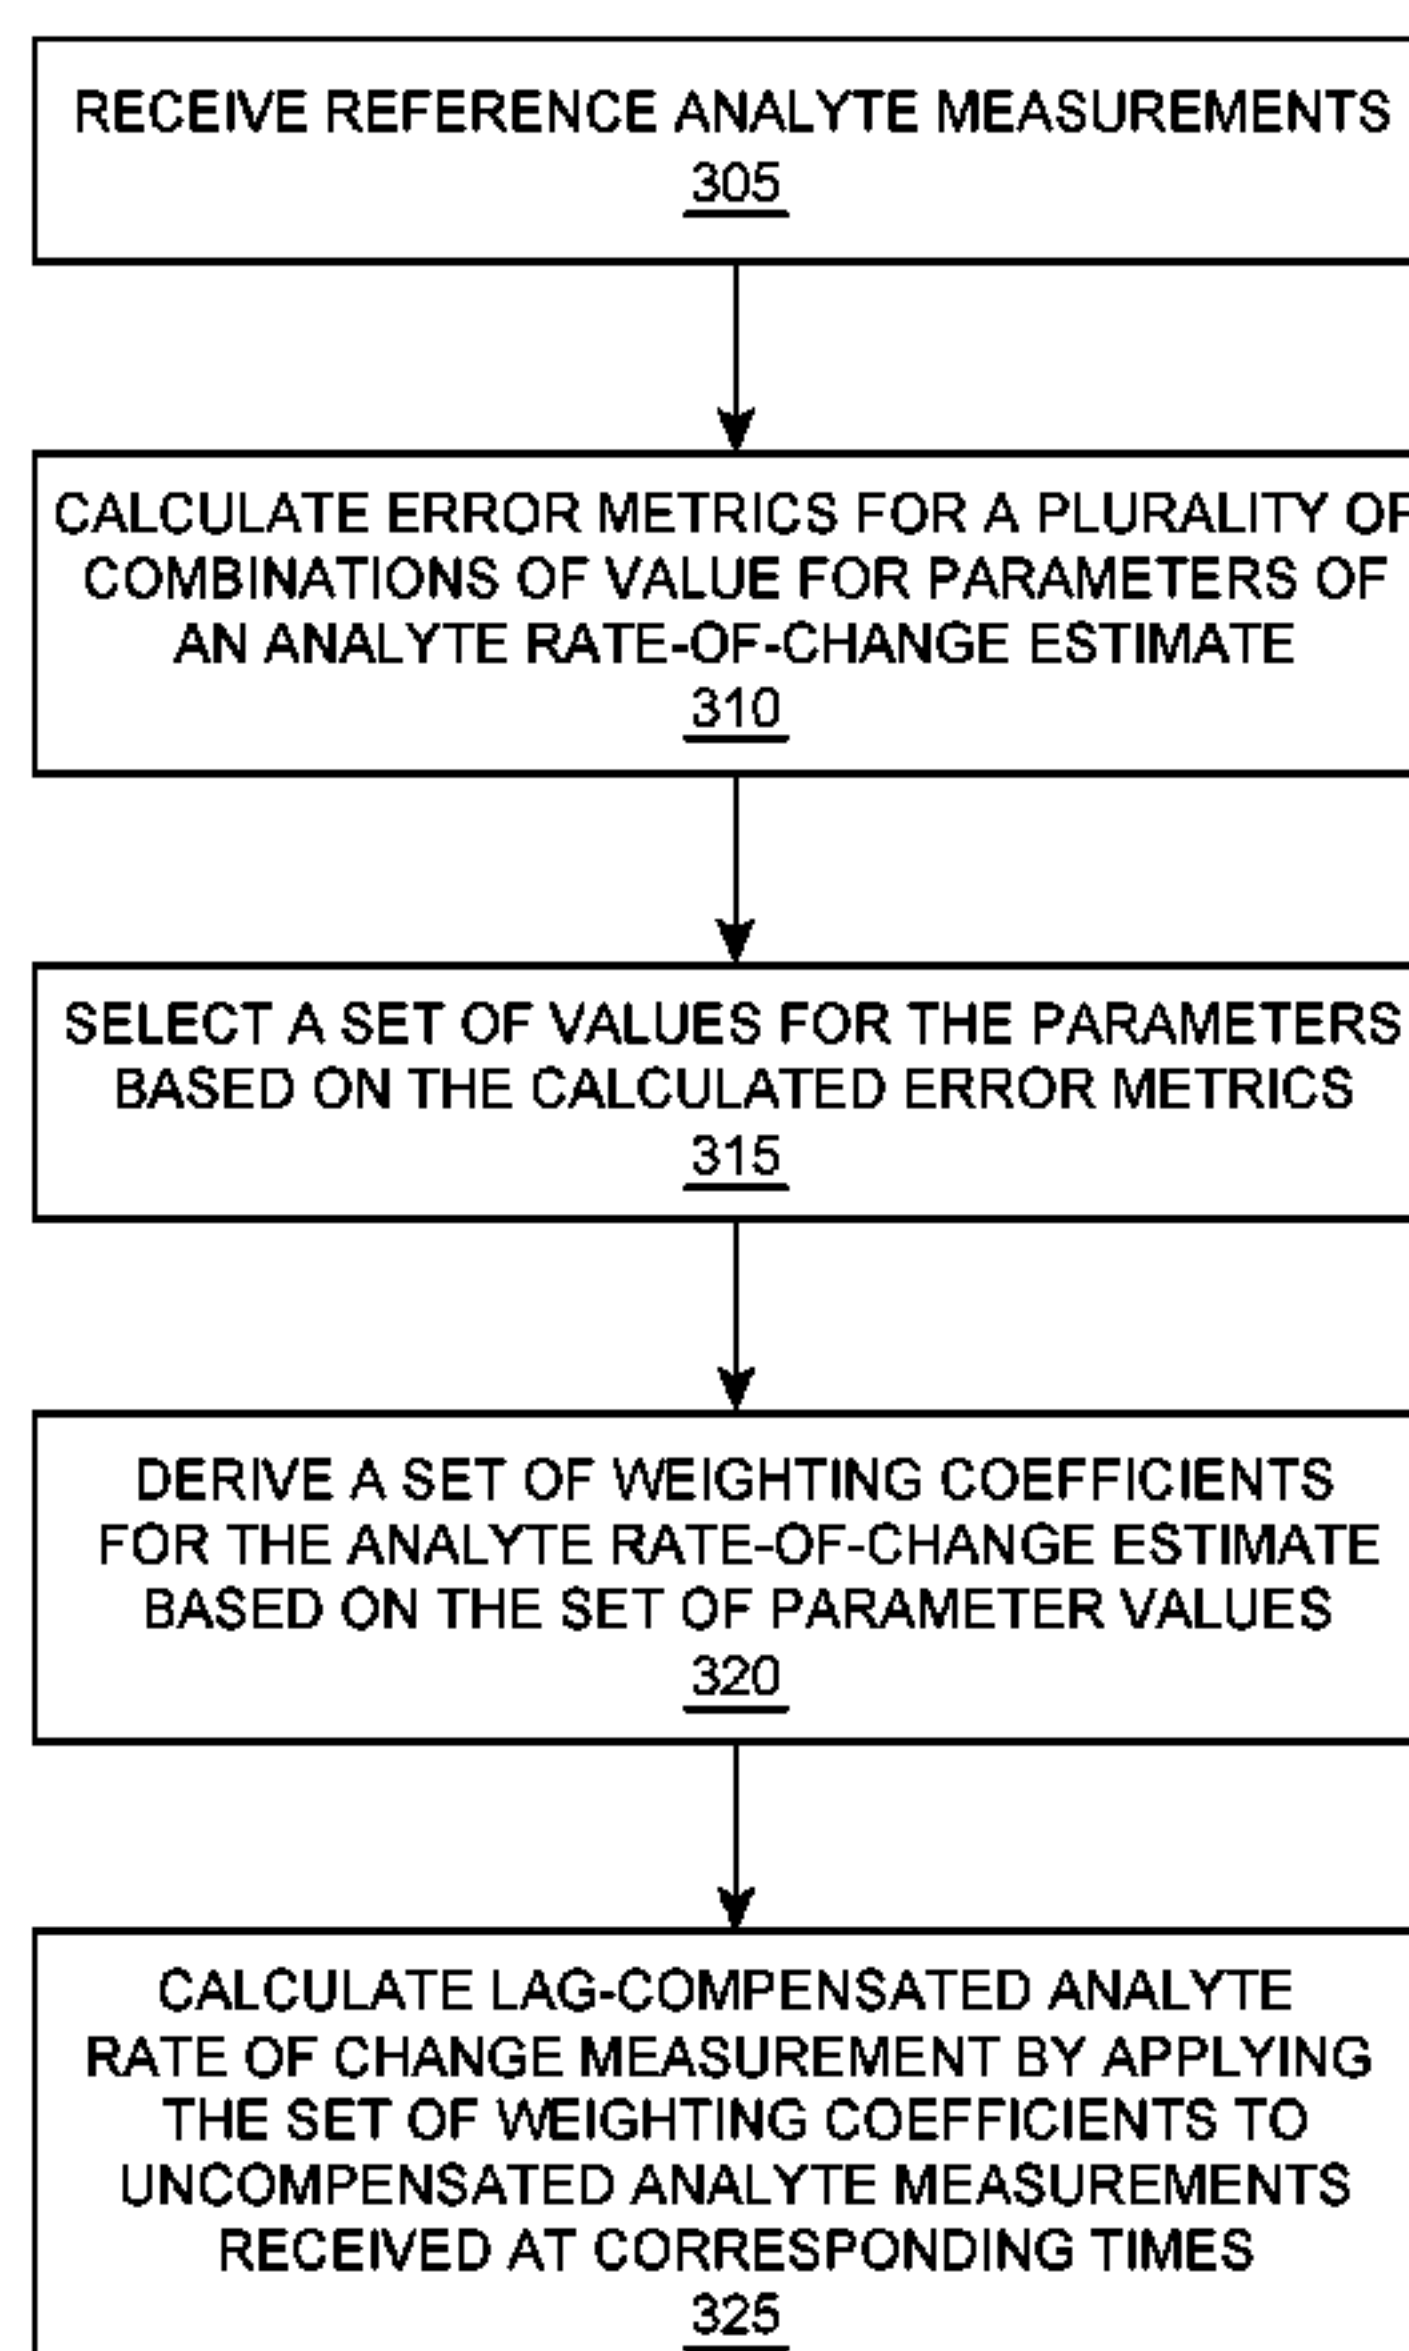 RECEIVE REFERENCE ANALYTE MEASUREMENTS
305
CALCULATE ERROR METRICS FOR A PLURALITY OF
COMBINATIONS OF VALUE FOR PARAMETERS OF
AN ANALYTE RATE-OF-CHANGE ESTIMATE
310
SELECT A SET OF VALUES FOR THE PARAMETERS
BASED ON THE CALCULATED ERROR METRICS
315
DERIVE A SET OF WEIGHTING COEFFICIENTS
FOR THE ANALYTE RATE-OF-CHANGE ESTIMATE
BASED ON THE SET OF PARAMETER VALUES
320
CALCULATE LAG-COMPENSATED ANALYTE
RATE OF CHANGE MEASUREMENT BY APPLYING
THE SET OF WEIGHTING COEFFICIENTS TO
UNCOMPENSATED ANALYTE MEASUREMENTS
RECEIVED AT CORRESPONDING TIMES
325